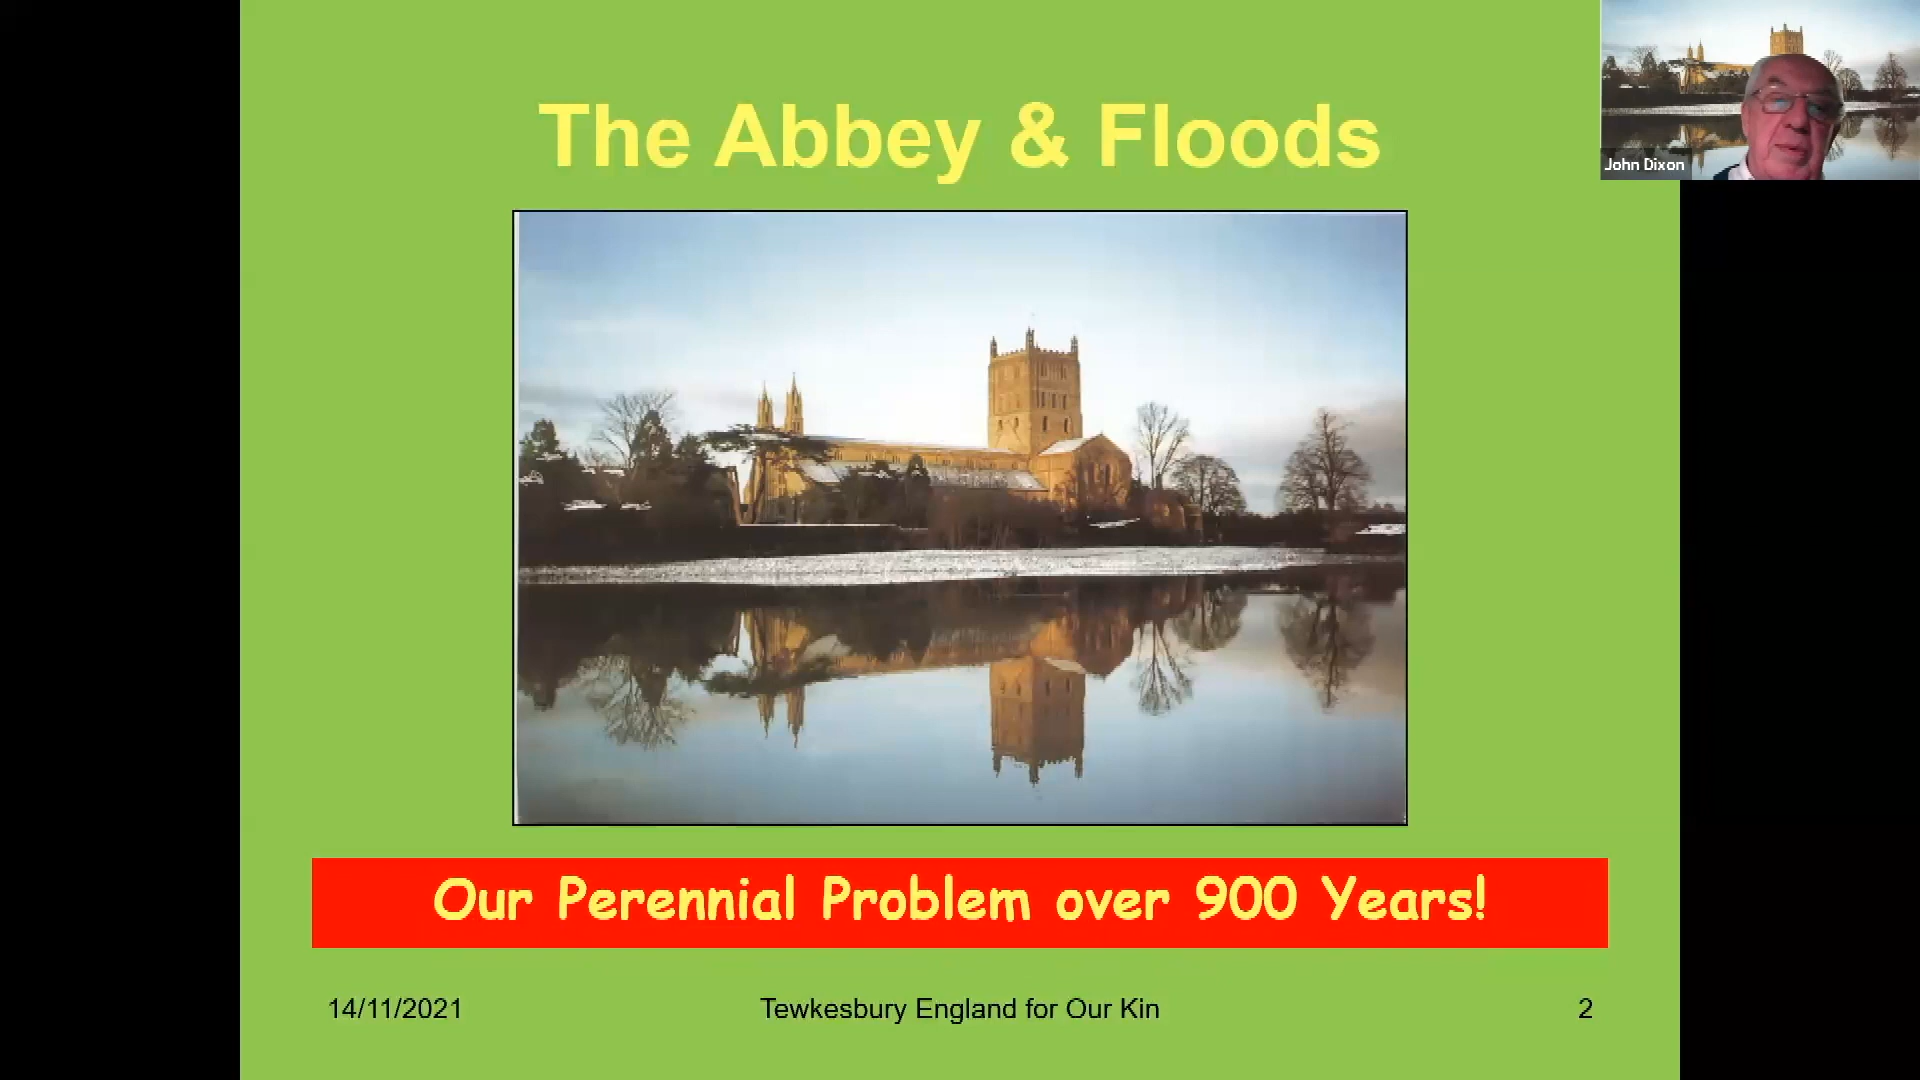 The Abbey & Floods
John Dixon
Our Perennial Problem over 900 Years!
14/11/2021
Tewkesbury England for Our Kin
2